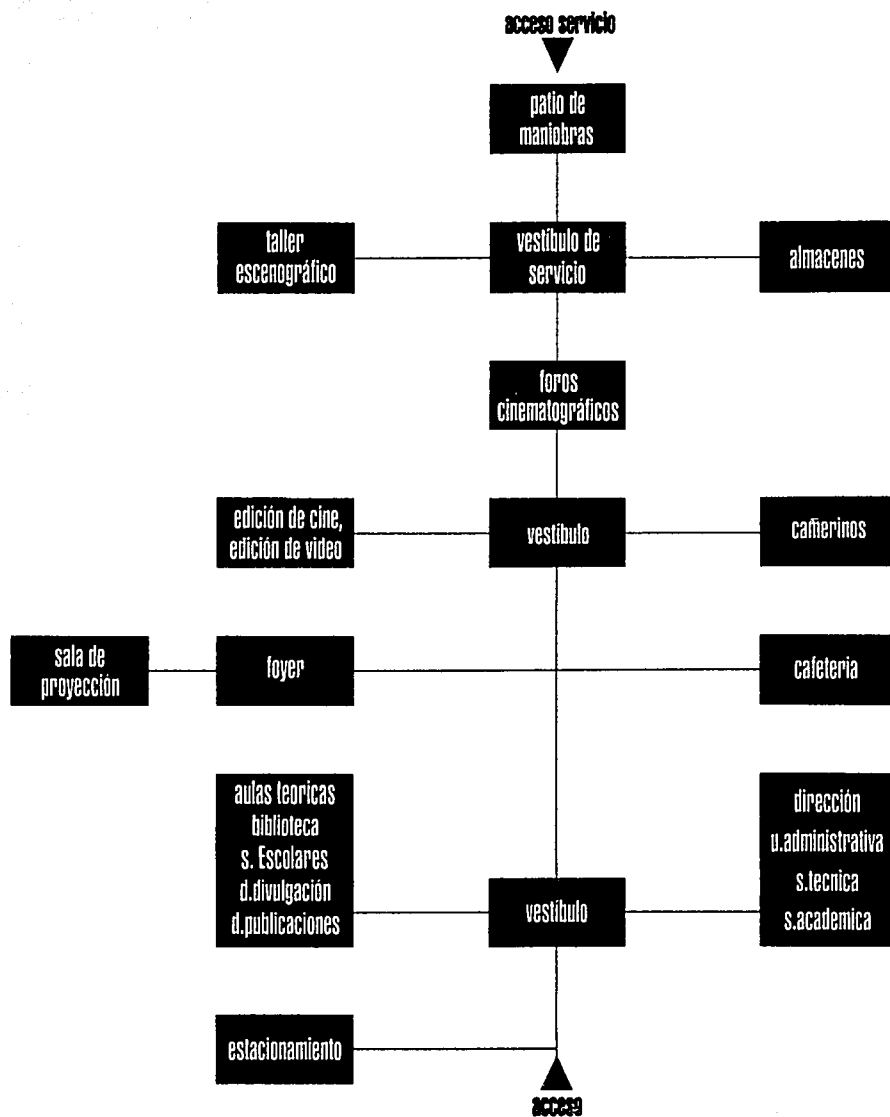 acceso servicio
patio de
maniobras
taller
escenográfico
vestíbulo de
servicio
almacenes
foros
cinematográficos
edición de cine,
edición de video
vestíbulo
camerinos
sala de
proyección
foyer
cafeteria
aulas teoricas
biblioteca
s. Escolares
d.divulgación
d.publicaciones
vestíbulo
dirección
u.administrativa
s.tecnica
s.academica
estacionamiento
acceso